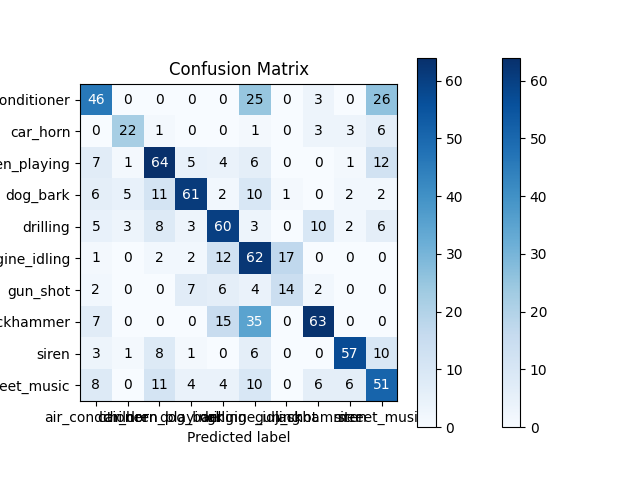 Confusion Matrix
onditioner 46 0 0 0 0 25 0 3 0 26
car_horn 0 22 1 0 0 1 0 3 3 6
en_playing 7 1 64 5 4 6 0 0 1 12
dog_bark 6 5 11 61 2 10 1 0 2 2
drilling 5 3 8 3 60 3 0 10 2 6
gine_idling 1 0 2 2 12 62 17 0 0 0
gun_shot 2 0 0 7 6 4 14 2 0 0
ckhammer 7 0 0 0 15 35 0 63 0 0
siren 3 1 8 1 0 6 0 0 57 10
eet_music 8 0 11 4 4 10 0 6 6 51
Predicted label
60
50
40
30
20
10
0
60
50
40
30
20
10
0